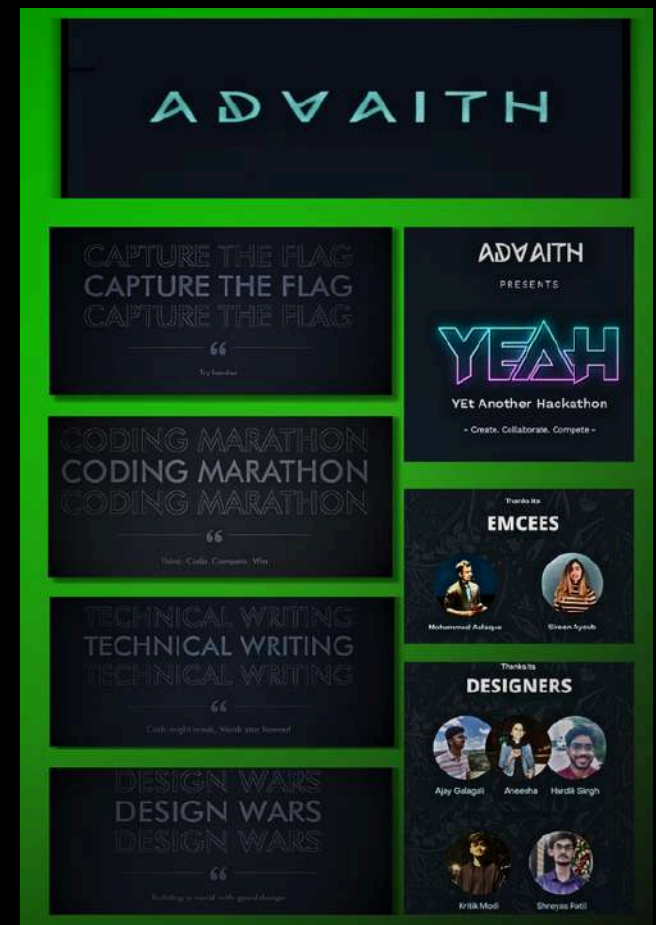 ADVAITH
CAPTURE THE FLAG
CAPTURE THE FLAG
CAPTURE THE FLAG
Try harder
CODING MARATHON
CODING MARATHON
CODING MARATHON
Think. Code. Compete. Win
TECHNICAL WRITING
TECHNICAL WRITING
TECHNICAL WRITING
Code might break, Words stay forever!
DESIGN WARS
DESIGN WARS
DESIGN WARS
Building a world with good design
ADVAITH
PRESENTS
YEAH
YEt Another Hackathon
- Create. Collaborate. Compete -
Thanks to
EMCEES
Mohammed Aafaque
Sireen Ayoub
Thanks to
DESIGNERS
Ajay Galagali
Aneesha
Hardik Singh
Kritik Modi
Shreyas Patil